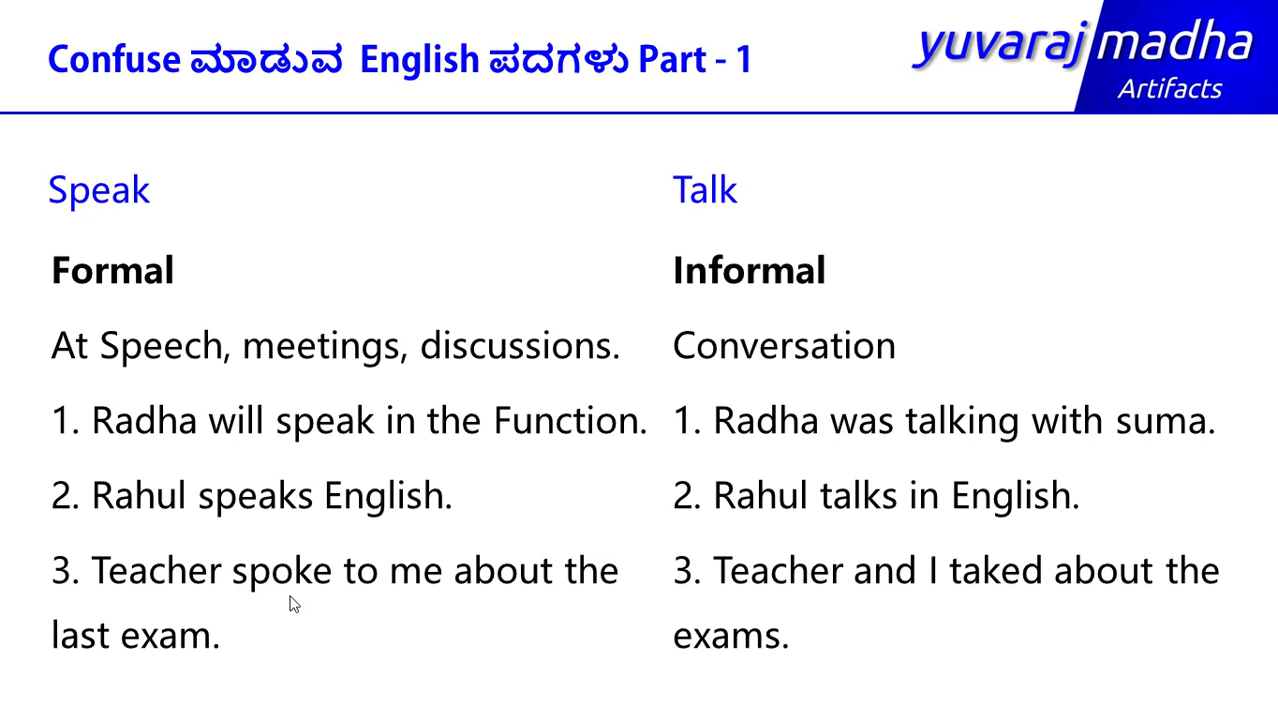 Confuse ಮಾಡುವ English ಪದಗಳು Part - 1
yuvaraj madha
Artifacts
Speak
Formal
At Speech, meetings, discussions.
1. Radha will speak in the Function.
2. Rahul speaks English.
3. Teacher spoke to me about the
last exam.
Talk
Informal
Conversation
1. Radha was talking with suma.
2. Rahul talks in English.
3. Teacher and I taked about the
exams.